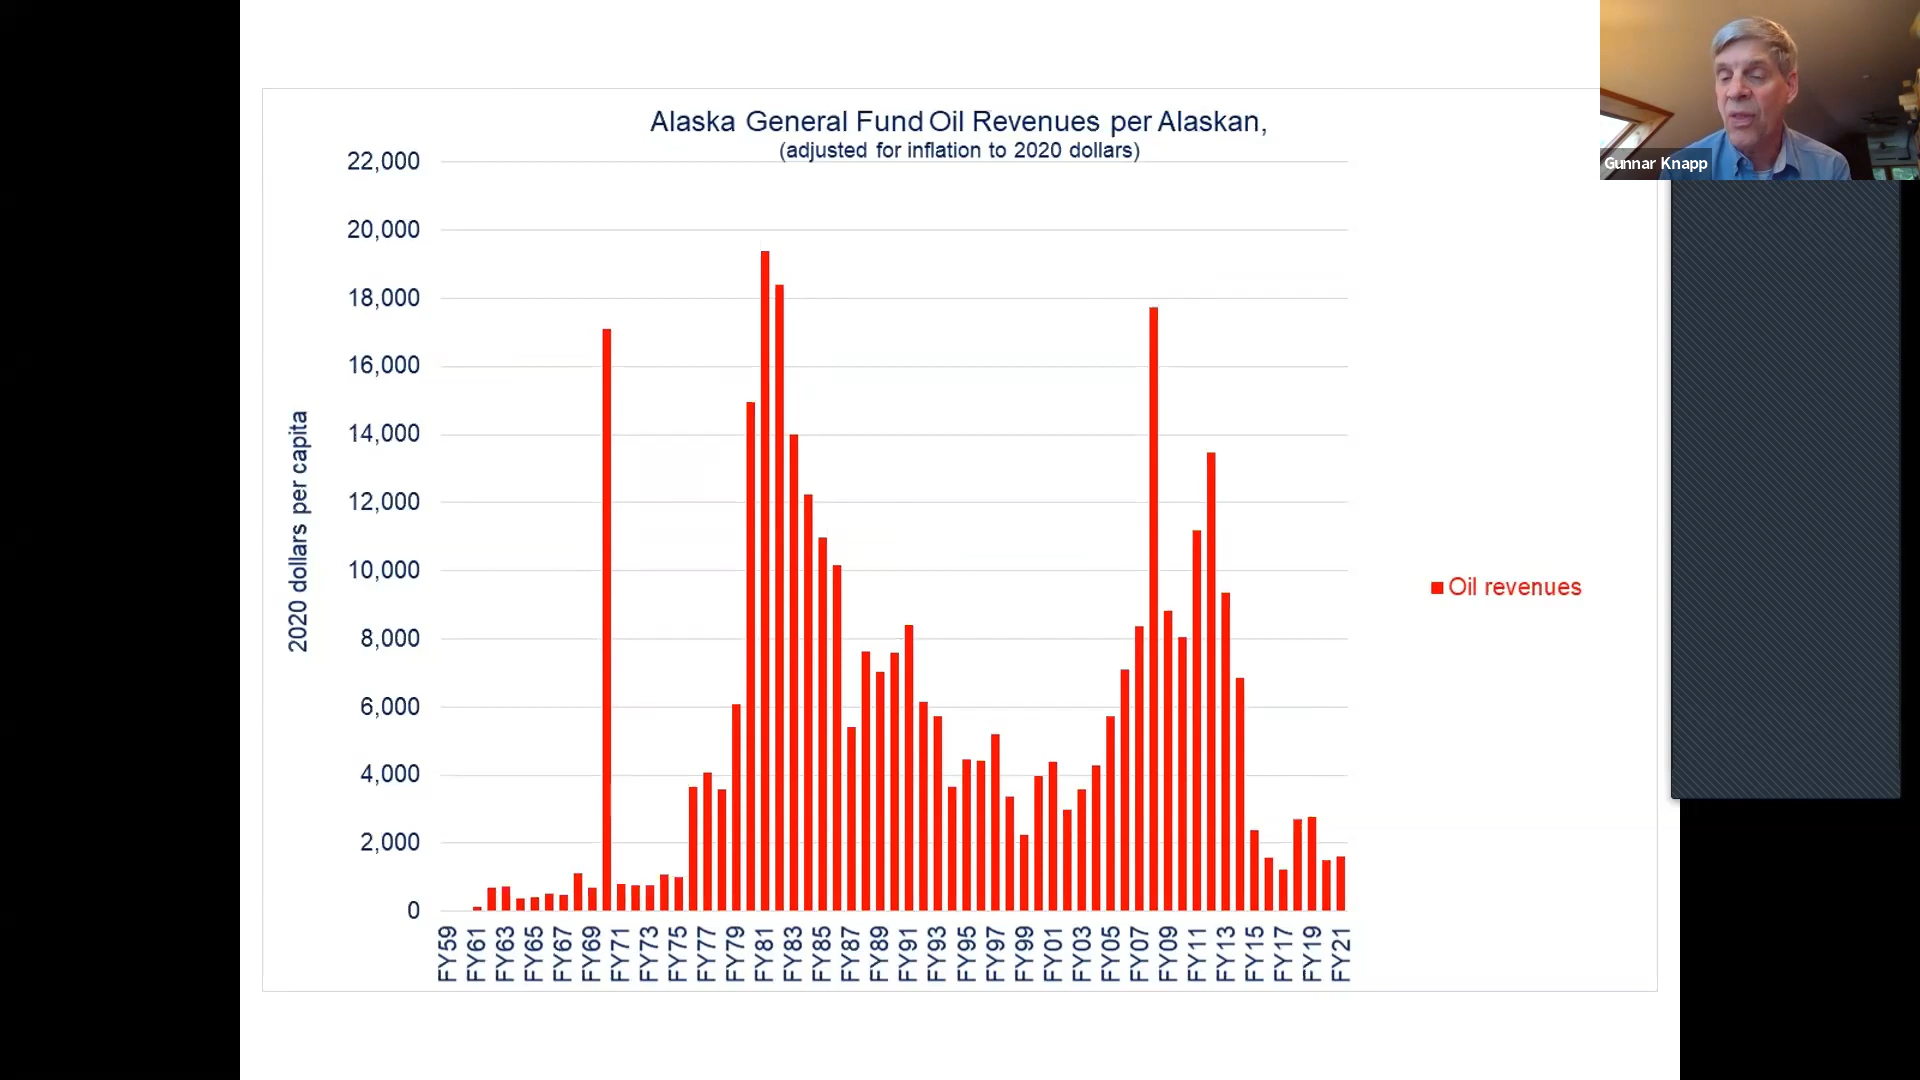 Alaska General Fund Oil Revenues per Alaskan,
(adjusted for inflation to 2020 dollars)
Gunnar Knapp
22,000
20,000
18,000
16,000
14,000
12,000
10,000
8,000
6,000
4,000
2,000
0
2020 dollars per capita
Oil revenues
FY59
FY61
FY63
FY65
FY67
FY69
FY71
FY73
FY75
FY77
FY79
FY81
FY83
FY85
FY87
FY89
FY91
FY93
FY95
FY97
FY99
FY01
FY03
FY05
FY07
FY09
FY11
FY13
FY15
FY17
FY19
FY21